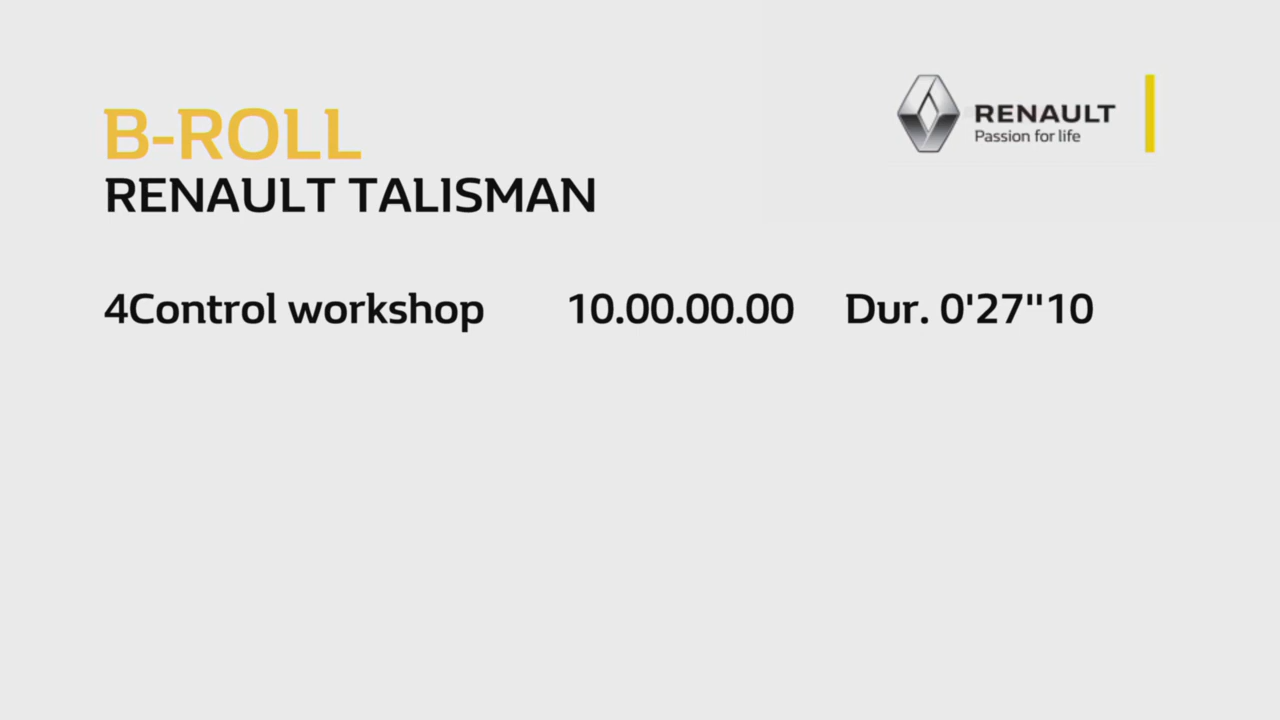 B-ROLL
RENAULT TALISMAN
RENAULT
Passion for life
4Control workshop 10.00.00.00 Dur. 0'27"10